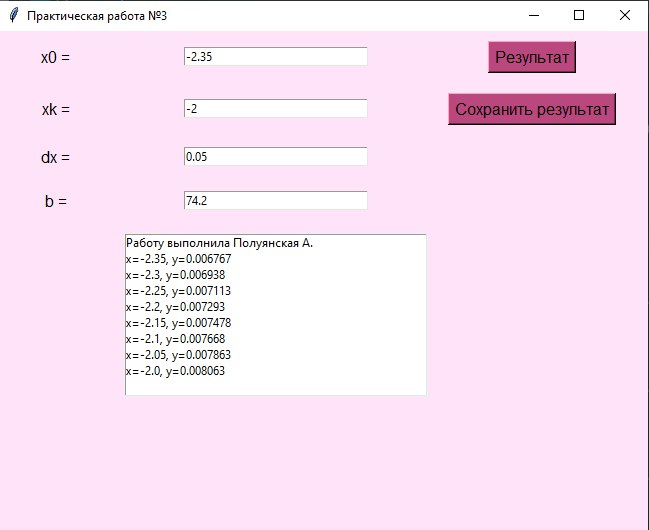 Практическая работа №3
x0 = -2.35 Результат
xk = -2 Сохранить результат
dx = 0.05
b = 74.2
Работу выполнила Полуянская А.
x=-2.35, y=0.006767
x=-2.3, y=0.006938
x=-2.25, y=0.007113
x=-2.2, y=0.007293
x=-2.15, y=0.007478
x=-2.1, y=0.007668
x=-2.05, y=0.007863
x=-2.0, y=0.008063